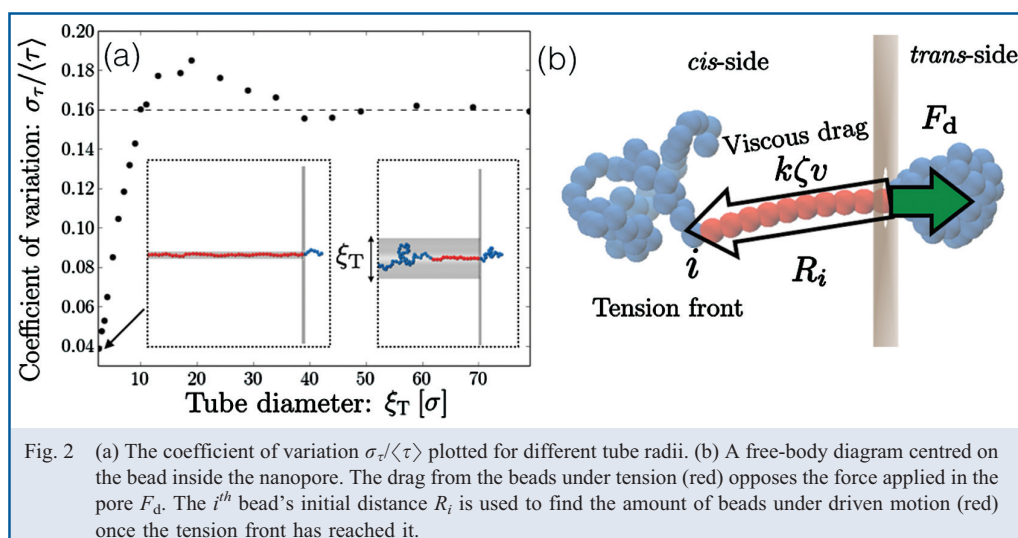 (a)
Coefficient of variation: σ_τ/⟨τ⟩
0.20
0.18
0.16
0.14
0.12
0.10
0.08
0.06
0.04
ξ_T
10 20 30 40 50 60 70
Tube diameter: ξ_T [σ]
(b)
cis-side
trans-side
Viscous drag
F_d
kζv
i
R_i
Tension front
Fig. 2 (a) The coefficient of variation σ_τ/⟨τ⟩ plotted for different tube radii. (b) A free-body diagram centred on
the bead inside the nanopore. The drag from the beads under tension (red) opposes the force applied in the
pore F_d. The i^th bead's initial distance R_i is used to find the amount of beads under driven motion (red)
once the tension front has reached it.